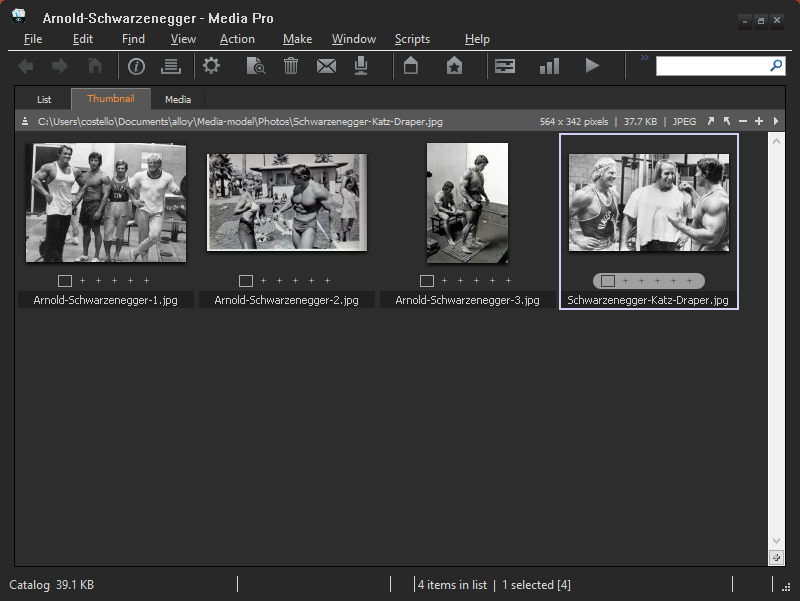 Arnold-Schwarzenegger - Media Pro
File Edit Find View Action Make Window Scripts Help
List Thumbnail Media
C:\Users\costello\Documents\alloy\Media-model\Photos\Schwarzenegger-Katz-Draper.jpg 564 x 342 pixels | 37.7 KB | JPEG
Arnold-Schwarzenegger-1.jpg Arnold-Schwarzenegger-2.jpg Arnold-Schwarzenegger-3.jpg Schwarzenegger-Katz-Draper.jpg
Catalog 39.1 KB 4 items in list | 1 selected [4]